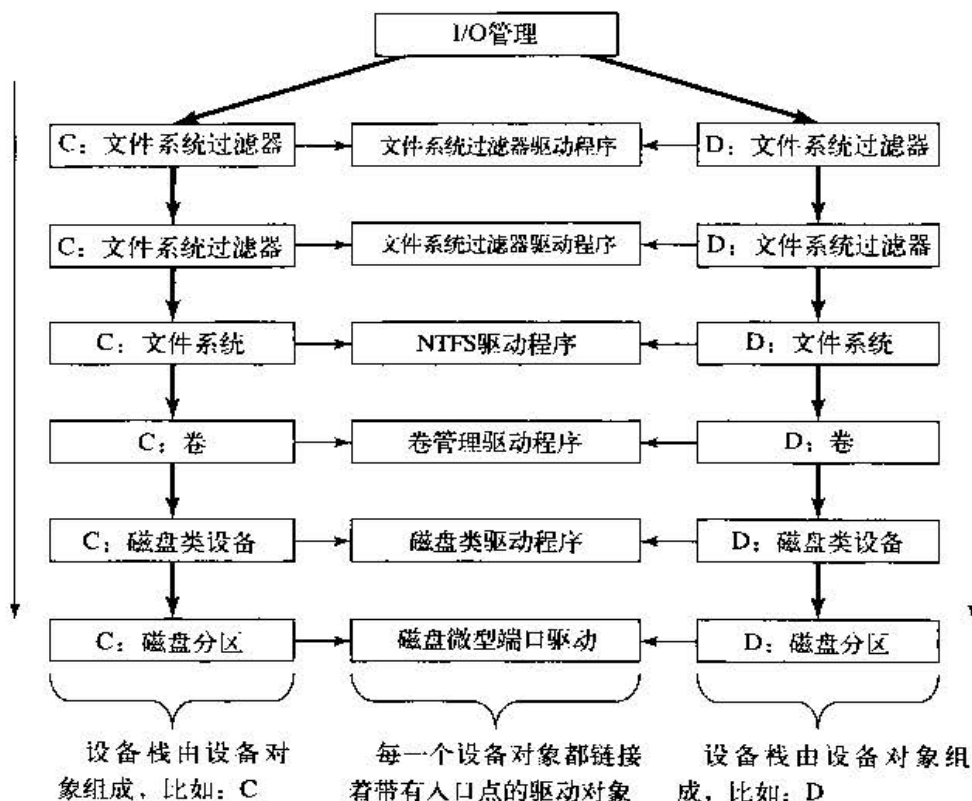 I/O管理
C：文件系统过滤器
文件系统过滤器驱动程序
D：文件系统过滤器
C：文件系统过滤器
文件系统过滤器驱动程序
D：文件系统过滤器
C：文件系统
NTFS驱动程序
D：文件系统
C：卷
卷管理驱动程序
D：卷
C：磁盘类设备
磁盘类驱动程序
D：磁盘类设备
C：磁盘分区
磁盘微型端口驱动
D：磁盘分区
设备栈由设备对
象组成，比如：C
每一个设备对象都链接
着带有入口点的驱动对象
设备栈由设备对象组
成，比如：D